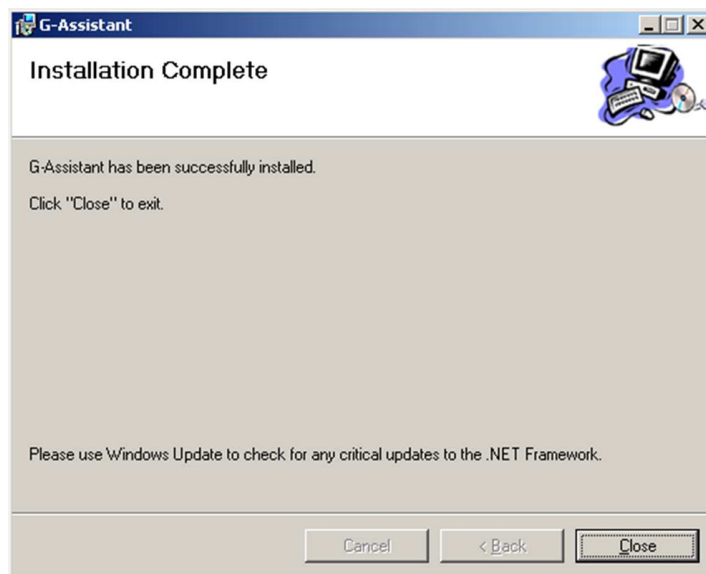 G-Assistant
Installation Complete
G-Assistant has been successfully installed.
Click "Close" to exit.
Please use Windows Update to check for any critical updates to the .NET Framework.
Cancel
< Back
Close